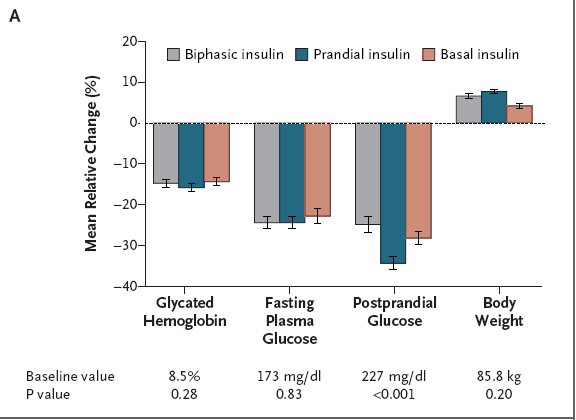 A
Biphasic insulin Prandial insulin Basal insulin
Mean Relative Change (%)
20
10
0
−10
−20
−30
−40
Glycated Hemoglobin
Fasting Plasma Glucose
Postprandial Glucose
Body Weight
Baseline value 8.5% 173 mg/dl 227 mg/dl 85.8 kg
P value 0.28 0.83 <0.001 0.20